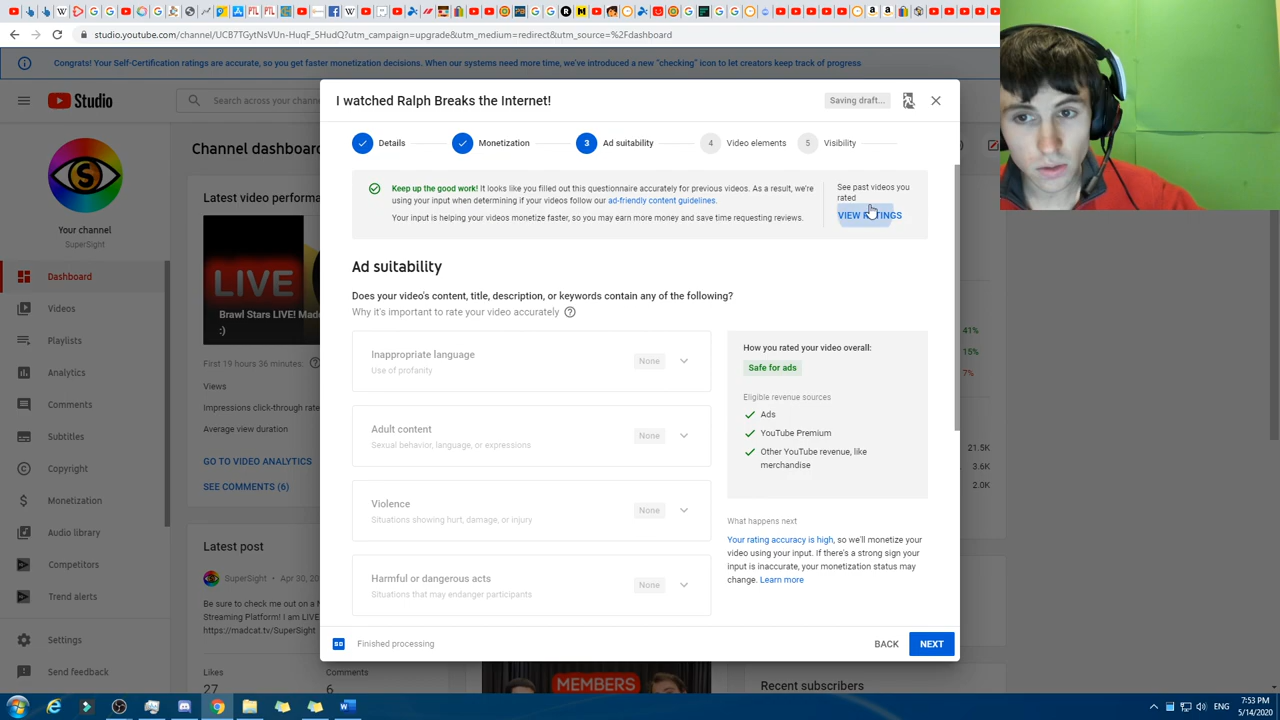 studio.youtube.com/channel/UCB7TGytNsVUn-HuuF_5HudQ?utm_campaign=upgrade&utm_medium=redirect&utm_source=%2Fdashboard
Congrats! Your Self-Certification ratings are accurate, so you get faster monetization decisions. When our systems need more time, we've introduced a new "checking" icon to let creators keep track of progress
Studio
Search across your chann
I watched Ralph Breaks the Internet!
Saving draft...
Details
Monetization
3
Ad suitability
4
Video elements
5
Visibility
Keep up the good work! It looks like you filled out this questionnaire accurately for previous videos. As a result, we're
using your input when determining if your videos follow our ad-friendly content guidelines.
Your input is helping your videos monetize faster, so you may earn more money and save time requesting reviews.
See past videos you
rated
VIEW RATINGS
Ad suitability
Does your video's content, title, description, or keywords contain any of the following?
Why it's important to rate your video accurately
Inappropriate language
Use of profanity
None
Adult content
Sexual behavior, language, or expressions
None
Violence
Situations showing hurt, damage, or injury
None
Harmful or dangerous acts
Situations that may endanger participants
None
How you rated your video overall:
Safe for ads
Eligible revenue sources
Ads
YouTube Premium
Other YouTube revenue, like
merchandise
What happens next
Your rating accuracy is high, so we'll monetize your
video using your input. If there's a strong sign your
input is inaccurate, your monetization status may
change. Learn more
Finished processing
BACK
NEXT
Your channel
SuperSight
Dashboard
Videos
Playlists
Analytics
Comments
Subtitles
Copyright
Monetization
Audio library
Competitors
Trend alerts
Settings
Send feedback
Channel dashboard
Latest video
LIVE
Brawl Stars LIVE! Mad
:)
First 19 hours 36 minutes:
Views
Impressions click-through rate
Average view duration
GO TO VIDEO ANALYTICS
SEE COMMENTS (6)
Latest post
SuperSight • Apr 30, 20
Be sure to check me out on a
Streaming Platform! I am LIVE
https://madcat.tv/SuperSight
Likes
27
Comments
6
MEMBERS
41%
15%
7%
21.5K
3.6K
2.0K
Recent subscribers
ENG
7:53 PM
5/14/2020